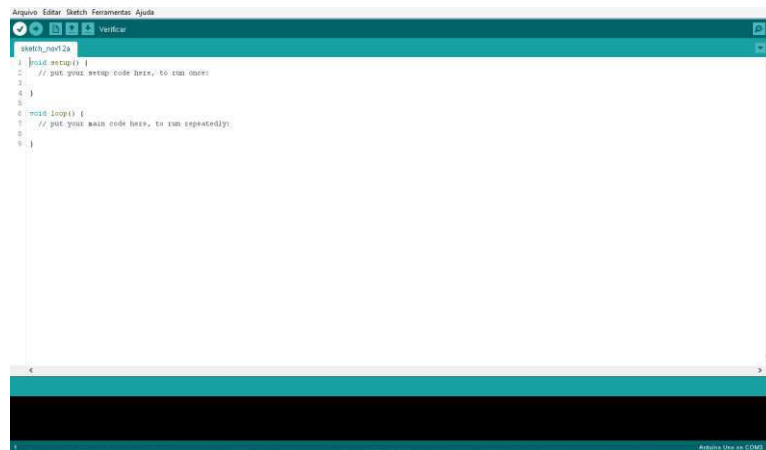 Arquivo Editar Sketch Ferramentas Ajuda
Verificar
sketch_nov12a
1 void setup() {
2 // put your setup code here, to run once:
3
4 }
5
6 void loop() {
7 // put your main code here, to run repeatedly:
8
9 }
1 Arduino Uno em COM3